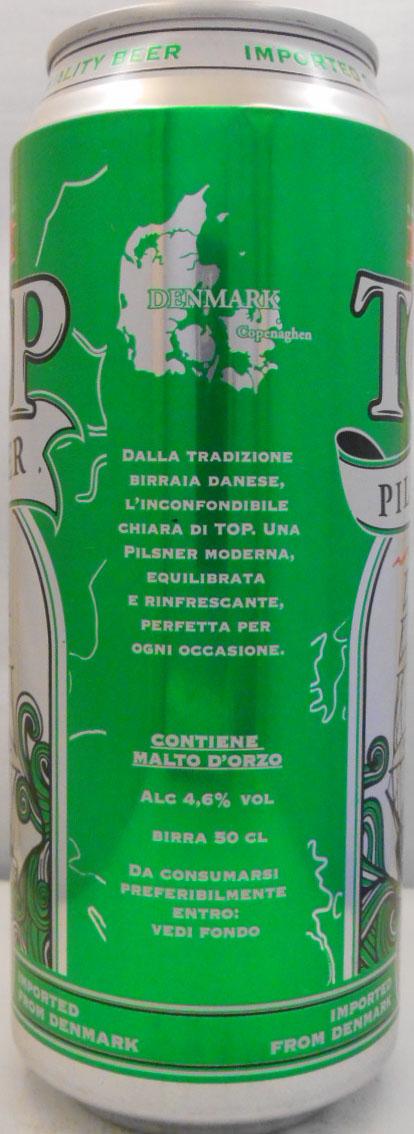 QUALITY BEER IMPORTED
DENMARK
Copenaghen
DALLA TRADIZIONE
BIRRAIA DANESE,
L'INCONFONDIBILE
CHIARA DI TOP. UNA
PILSNER MODERNA,
EQUILIBRATA
E RINFRESCANTE,
PERFETTA PER
OGNI OCCASIONE.
CONTIENE
MALTO D'ORZO
ALC 4,6% VOL
BIRRA 50 CL
DA CONSUMARSI
PREFERIBILMENTE
ENTRO:
VEDI FONDO
IMPORTED
FROM DENMARK
IMPORTED
FROM DENMARK